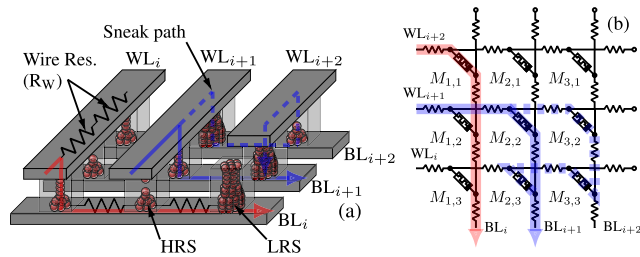 Sneak path
Wire Res.
(R_W)
WL_i
WL_{i+1}
WL_{i+2}
BL_{i+2}
BL_{i+1}
BL_i
(a)
HRS
LRS
(b)
WL_{i+2}
M_{1,1} M_{2,1} M_{3,1}
WL_{i+1}
M_{1,2} M_{2,2} M_{3,2}
WL_i
M_{1,3} M_{2,3} M_{3,3}
BL_i BL_{i+1} BL_{i+2}